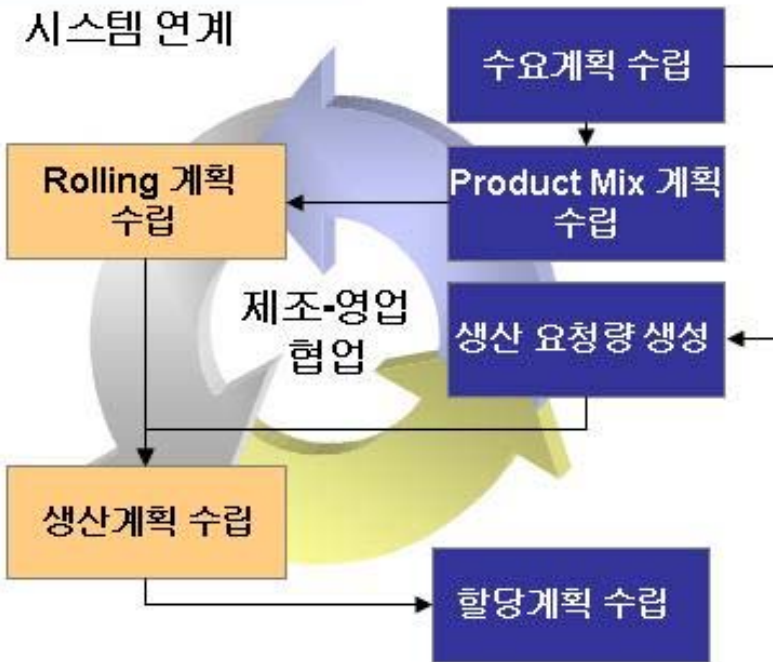 시스템 연계
수요계획 수립
Rolling 계획
수립
Product Mix 계획
수립
제조-영업
협업
생산 요청량 생성
생산계획 수립
할당계획 수립